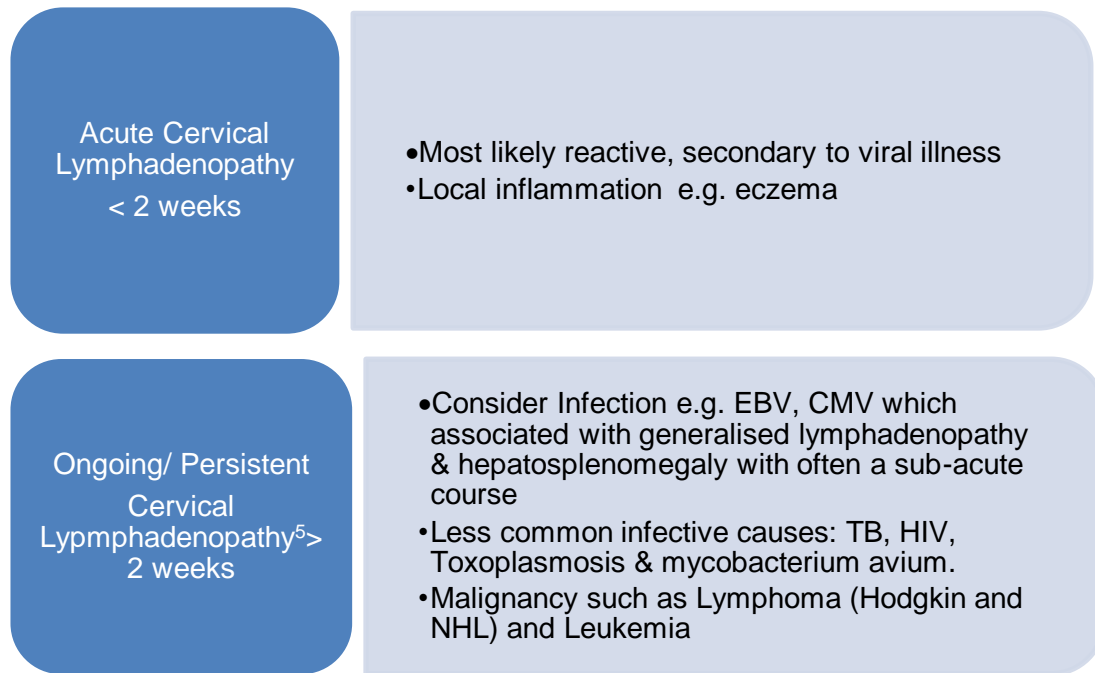 Acute Cervical
Lymphadenopathy
< 2 weeks
•Most likely reactive, secondary to viral illness
•Local inflammation  e.g. eczema
Ongoing/ Persistent
Cervical
Lypmphadenopathy⁵>
2 weeks
•Consider Infection e.g. EBV, CMV which
associated with generalised lymphadenopathy
& hepatosplenomegaly with often a sub-acute
course
•Less common infective causes: TB, HIV,
Toxoplasmosis & mycobacterium avium.
•Malignancy such as Lymphoma (Hodgkin and
NHL) and Leukemia